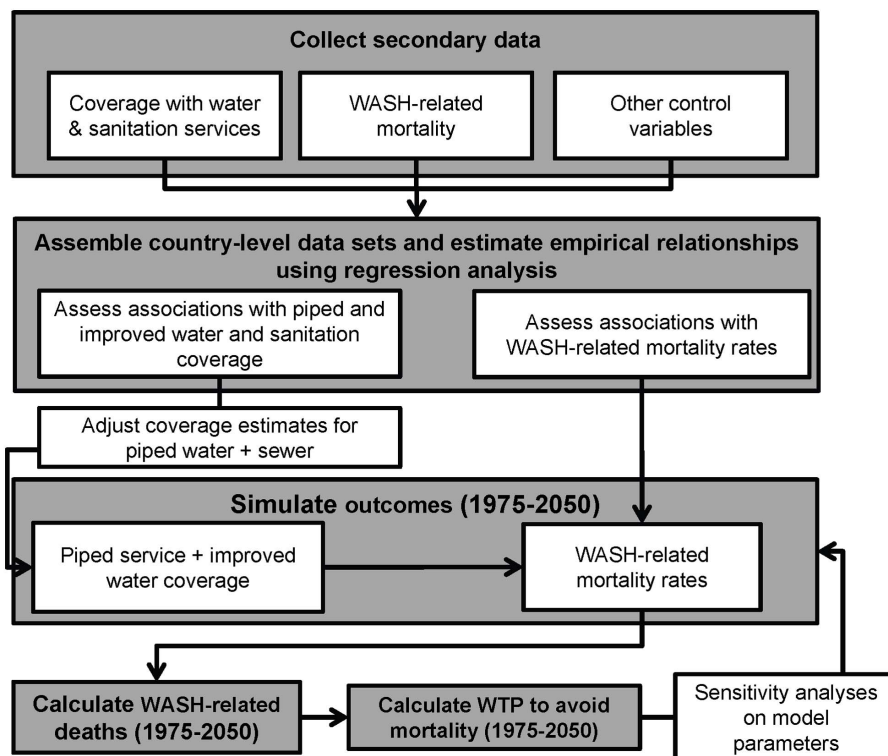 Collect secondary data
Coverage with water
& sanitation services
WASH-related
mortality
Other control
variables
Assemble country-level data sets and estimate empirical relationships
using regression analysis
Assess associations with piped and
improved water and sanitation
coverage
Assess associations with
WASH-related mortality rates
Adjust coverage estimates for
piped water + sewer
Simulate outcomes (1975-2050)
Piped service + improved
water coverage
WASH-related
mortality rates
Calculate WASH-related
deaths (1975-2050)
Calculate WTP to avoid
mortality (1975-2050)
Sensitivity analyses
on model
parameters